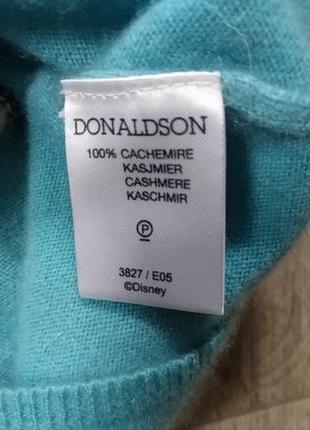 DONALDSON
100% CACHEMIRE
KASJMIER
CASHMERE
KASCHMIR
P
3827 / E05
©Disney